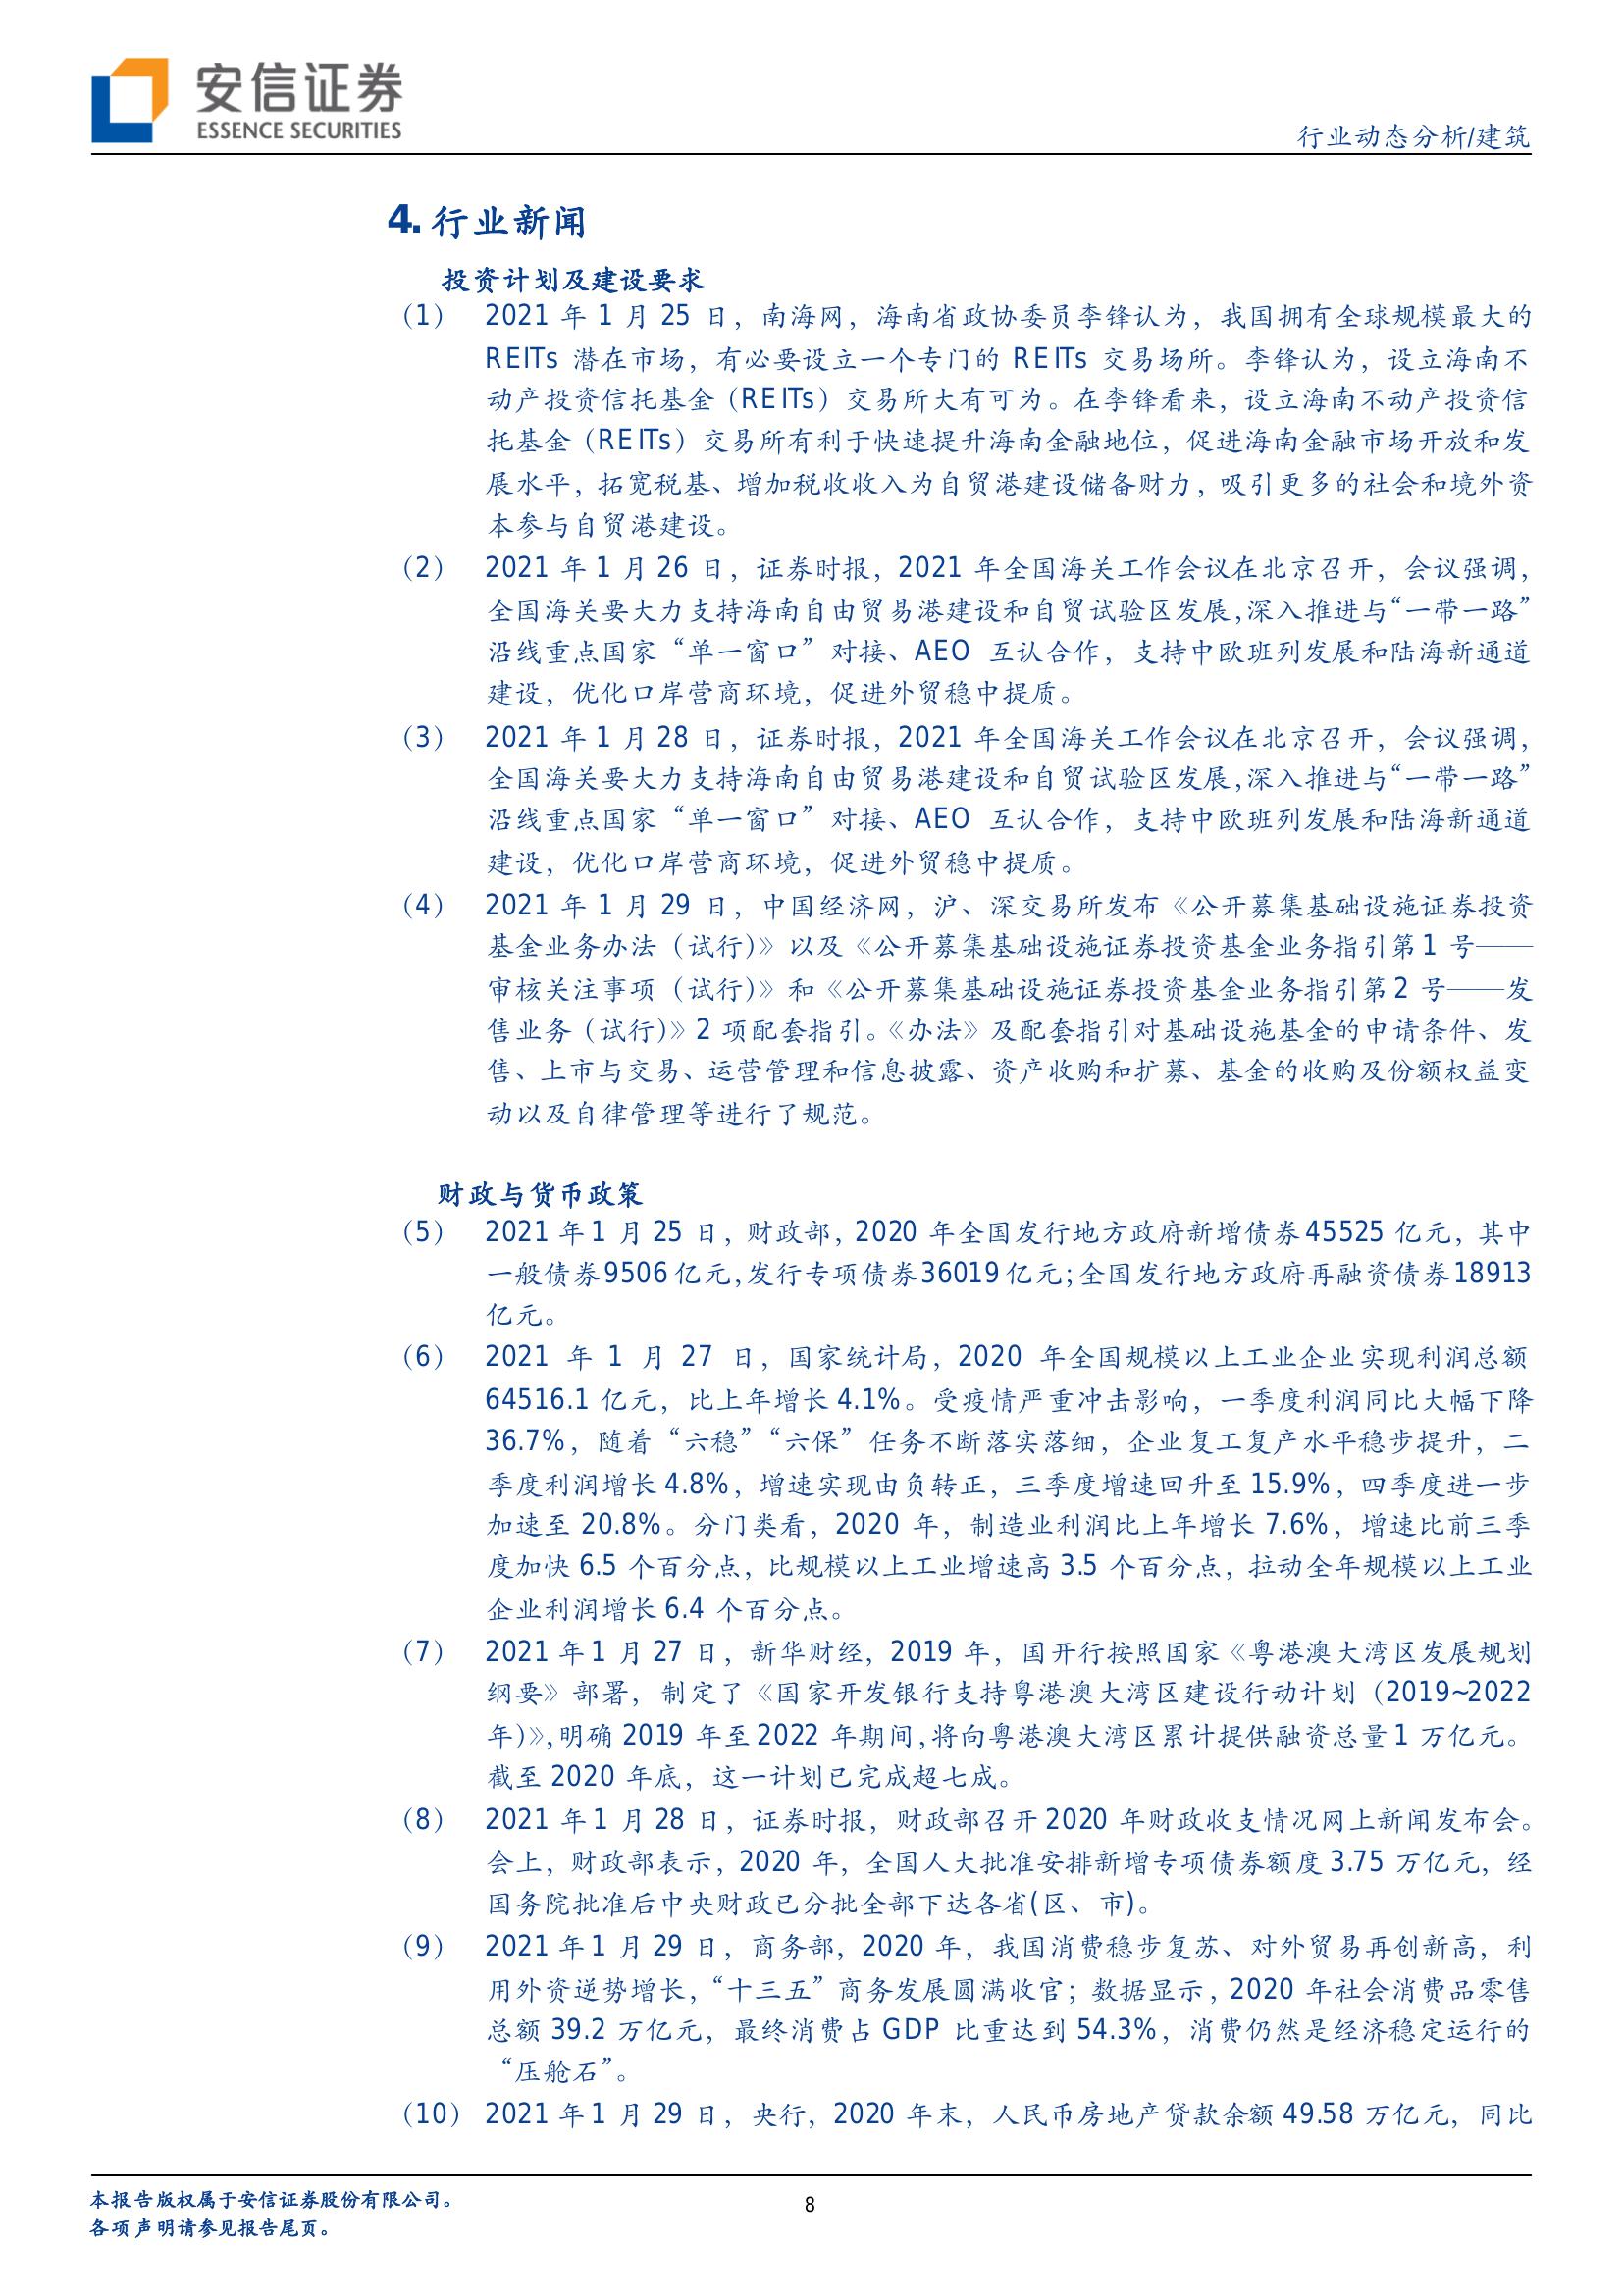 安信证券
ESSENCE SECURITIES
行业动态分析/建筑
4. 行业新闻
投资计划及建设要求
（1） 2021 年 1 月 25 日，南海网，海南省政协委员李锋认为，我国拥有全球规模最大的
REITs 潜在市场，有必要设立一个专门的 REITs 交易场所。李锋认为，设立海南不
动产投资信托基金（REITs）交易所大有可为。在李锋看来，设立海南不动产投资信
托基金（REITs）交易所有利于快速提升海南金融地位，促进海南金融市场开放和发
展水平，拓宽税基、增加税收收入为自贸港建设储备财力，吸引更多的社会和境外资
本参与自贸港建设。
（2） 2021 年 1 月 26 日，证券时报，2021 年全国海关工作会议在北京召开，会议强调，
全国海关要大力支持海南自由贸易港建设和自贸试验区发展，深入推进与“一带一路”
沿线重点国家“单一窗口”对接、AEO 互认合作，支持中欧班列发展和陆海新通道
建设，优化口岸营商环境，促进外贸稳中提质。
（3） 2021 年 1 月 28 日，证券时报，2021 年全国海关工作会议在北京召开，会议强调，
全国海关要大力支持海南自由贸易港建设和自贸试验区发展，深入推进与“一带一路”
沿线重点国家“单一窗口”对接、AEO 互认合作，支持中欧班列发展和陆海新通道
建设，优化口岸营商环境，促进外贸稳中提质。
（4） 2021 年 1 月 29 日，中国经济网，沪、深交易所发布《公开募集基础设施证券投资
基金业务办法（试行）》以及《公开募集基础设施证券投资基金业务指引第 1 号——
审核关注事项（试行）》和《公开募集基础设施证券投资基金业务指引第 2 号——发
售业务（试行）》2 项配套指引。《办法》及配套指引对基础设施基金的申请条件、发
售、上市与交易、运营管理和信息披露、资产收购和扩募、基金的收购及份额权益变
动以及自律管理等进行了规范。
财政与货币政策
（5） 2021 年 1 月 25 日，财政部，2020 年全国发行地方政府新增债券 45525 亿元，其中
一般债券 9506 亿元，发行专项债券 36019 亿元；全国发行地方政府再融资债券 18913
亿元。
（6） 2021 年 1 月 27 日，国家统计局，2020 年全国规模以上工业企业实现利润总额
64516.1 亿元，比上年增长 4.1%。受疫情严重冲击影响，一季度利润同比大幅下降
36.7%，随着“六稳”“六保”任务不断落实落细，企业复工复产水平稳步提升，二
季度利润增长 4.8%，增速实现由负转正，三季度增速回升至 15.9%，四季度进一步
加速至 20.8%。分门类看，2020 年，制造业利润比上年增长 7.6%，增速比前三季
度加快 6.5 个百分点，比规模以上工业增速高 3.5 个百分点，拉动全年规模以上工业
企业利润增长 6.4 个百分点。
（7） 2021 年 1 月 27 日，新华财经，2019 年，国开行按照国家《粤港澳大湾区发展规划
纲要》部署，制定了《国家开发银行支持粤港澳大湾区建设行动计划（2019~2022
年）》，明确 2019 年至 2022 年期间，将向粤港澳大湾区累计提供融资总量 1 万亿元。
截至 2020 年底，这一计划已完成超七成。
（8） 2021 年 1 月 28 日，证券时报，财政部召开 2020 年财政收支情况网上新闻发布会。
会上，财政部表示，2020 年，全国人大批准安排新增专项债券额度 3.75 万亿元，经
国务院批准后中央财政已分批全部下达各省(区、市)。
（9） 2021 年 1 月 29 日，商务部，2020 年，我国消费稳步复苏、对外贸易再创新高，利
用外资逆势增长，“十三五”商务发展圆满收官；数据显示，2020 年社会消费品零售
总额 39.2 万亿元，最终消费占 GDP 比重达到 54.3%，消费仍然是经济稳定运行的
“压舱石”。
（10） 2021 年 1 月 29 日，央行，2020 年末，人民币房地产贷款余额 49.58 万亿元，同比
本报告版权属于安信证券股份有限公司。
各项声明请参见报告尾页。
8